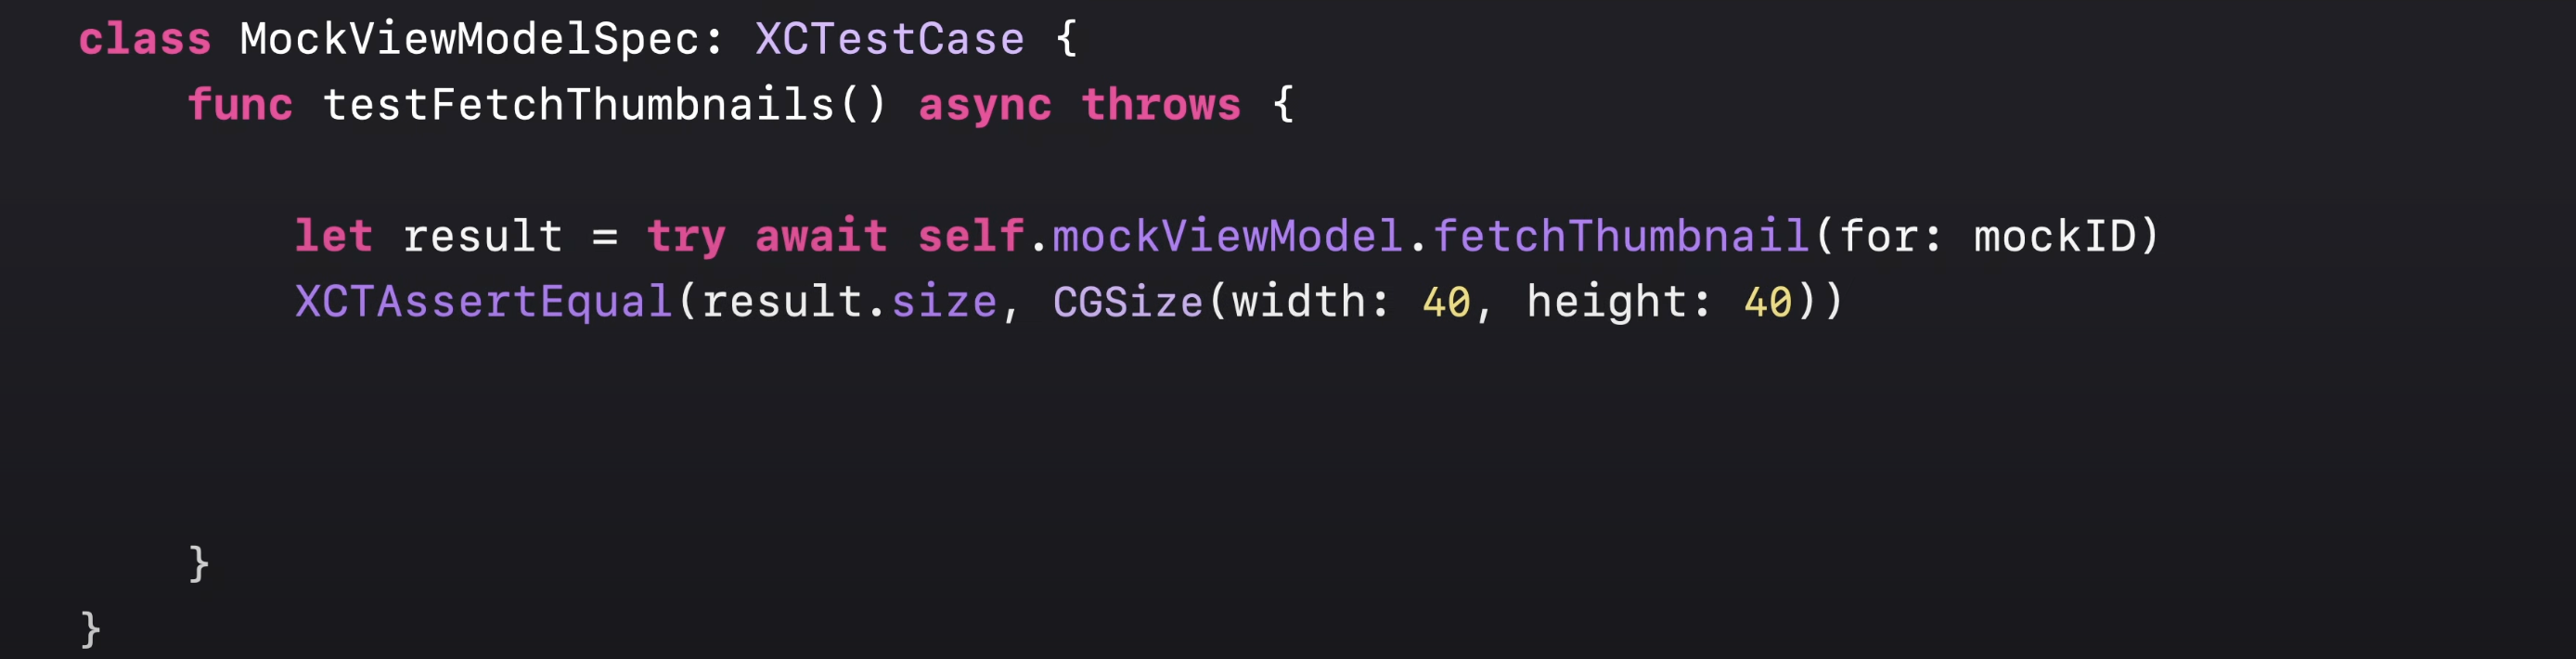 class MockViewModelSpec: XCTestCase {
    func testFetchThumbnails() async throws {
        let result = try await self.mockViewModel.fetchThumbnail(for: mockID)
        XCTAssertEqual(result.size, CGSize(width: 40, height: 40))
    }
}